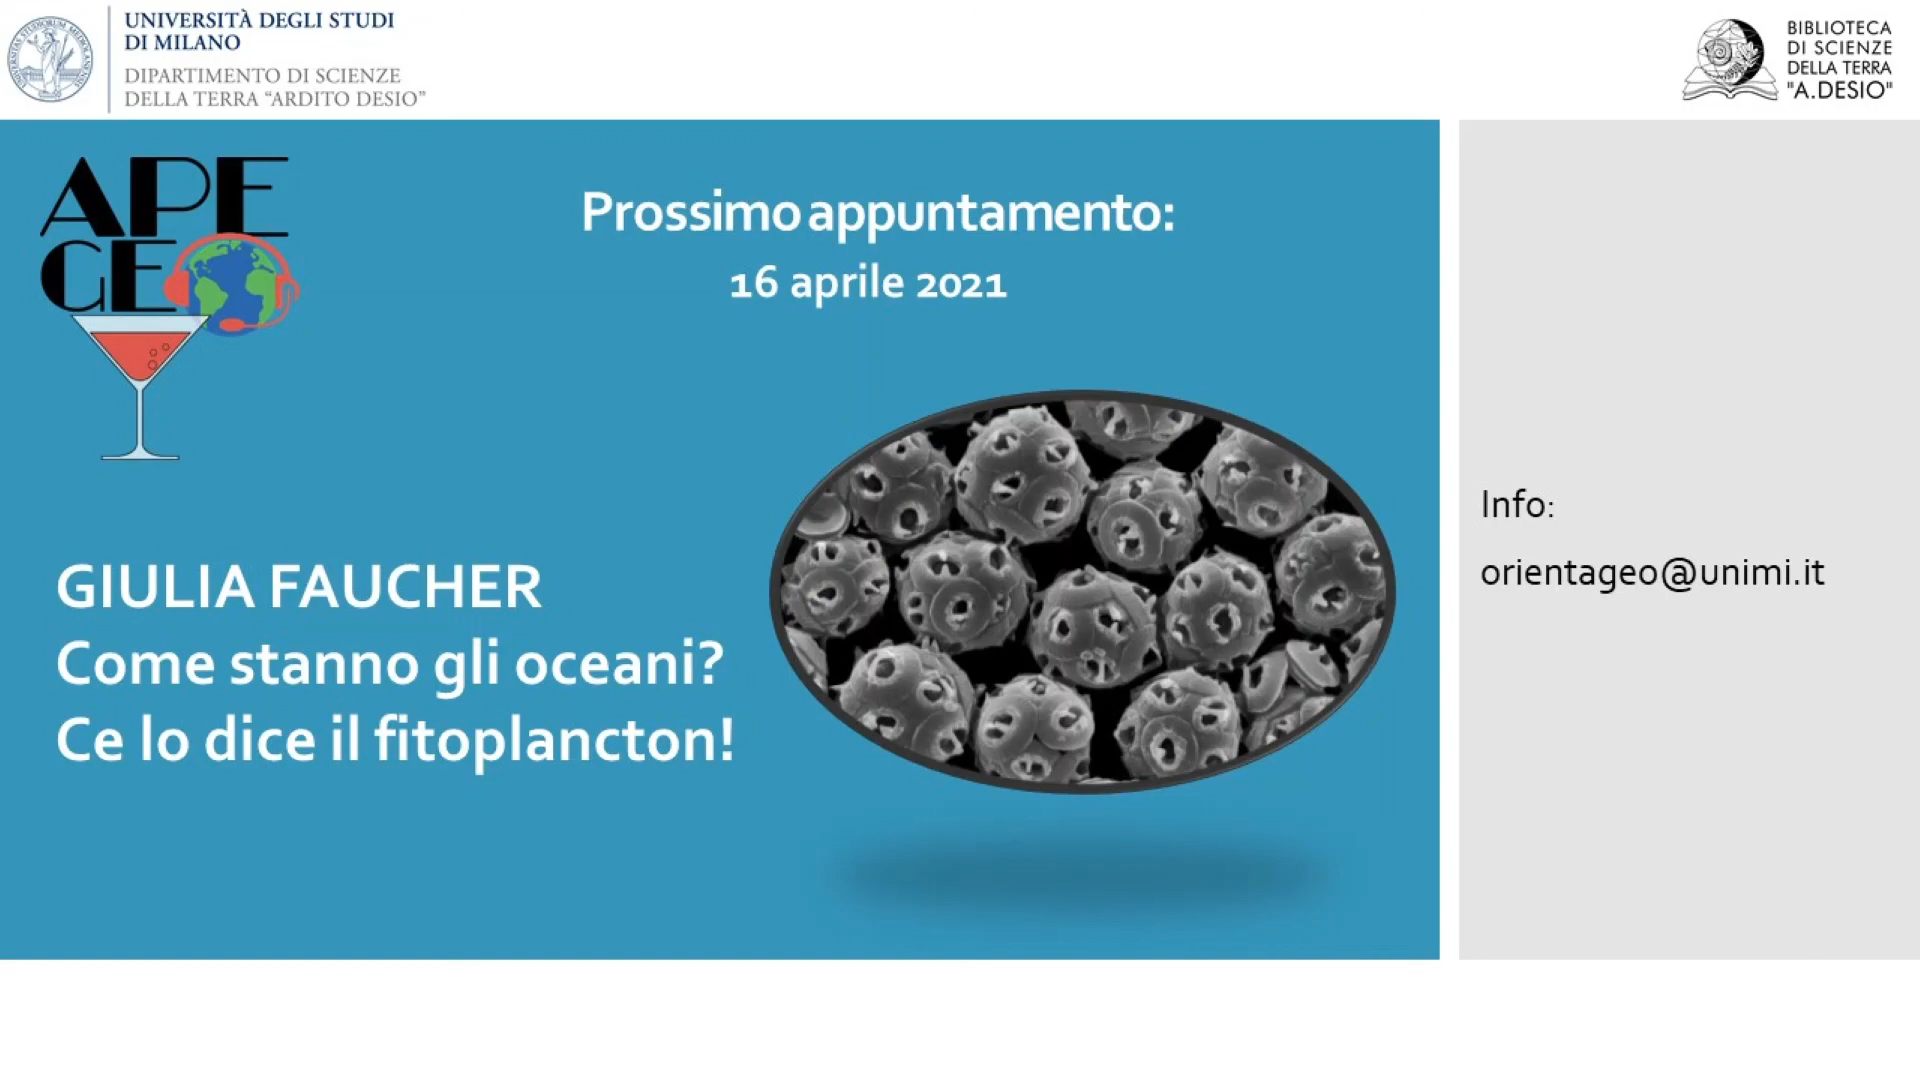 UNIVERSITÀ DEGLI STUDI
DI MILANO
DIPARTIMENTO DI SCIENZE
DELLA TERRA “ARDITO DESIO”
BIBLIOTECA
DI SCIENZE
DELLA TERRA
"A.DESIO"
APE
GE
Prossimo appuntamento:
16 aprile 2021
GIULIA FAUCHER
Come stanno gli oceani?
Ce lo dice il fitoplancton!
Info:
orientageo@unimi.it